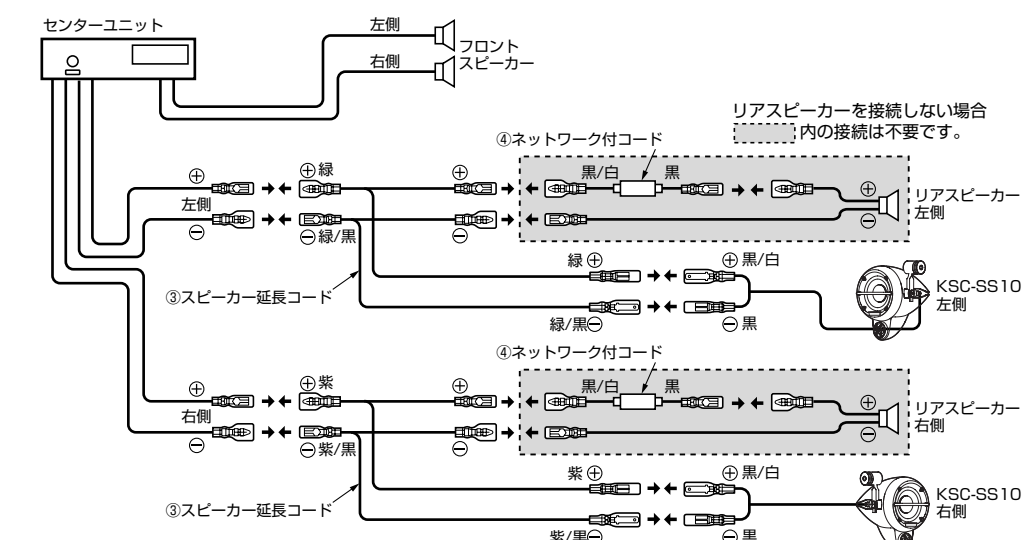 センターユニット
左側
右側
フロント
スピーカー
リアスピーカーを接続しない場合
内の接続は不要です。
④ネットワーク付コード
⊕
左側
⊖
⊕緑
⊖緑/黒
⊕
⊖
黒/白
黒
⊕
⊖
リアスピーカー
左側
③スピーカー延長コード
緑⊕
緑/黒⊖
⊕黒/白
⊖黒
KSC-SS10
左側
④ネットワーク付コード
⊕
右側
⊖
⊕紫
⊖紫/黒
⊕
⊖
黒/白
黒
⊕
⊖
リアスピーカー
右側
③スピーカー延長コード
紫⊕
紫/黒⊖
⊕黒/白
⊖黒
KSC-SS10
右側